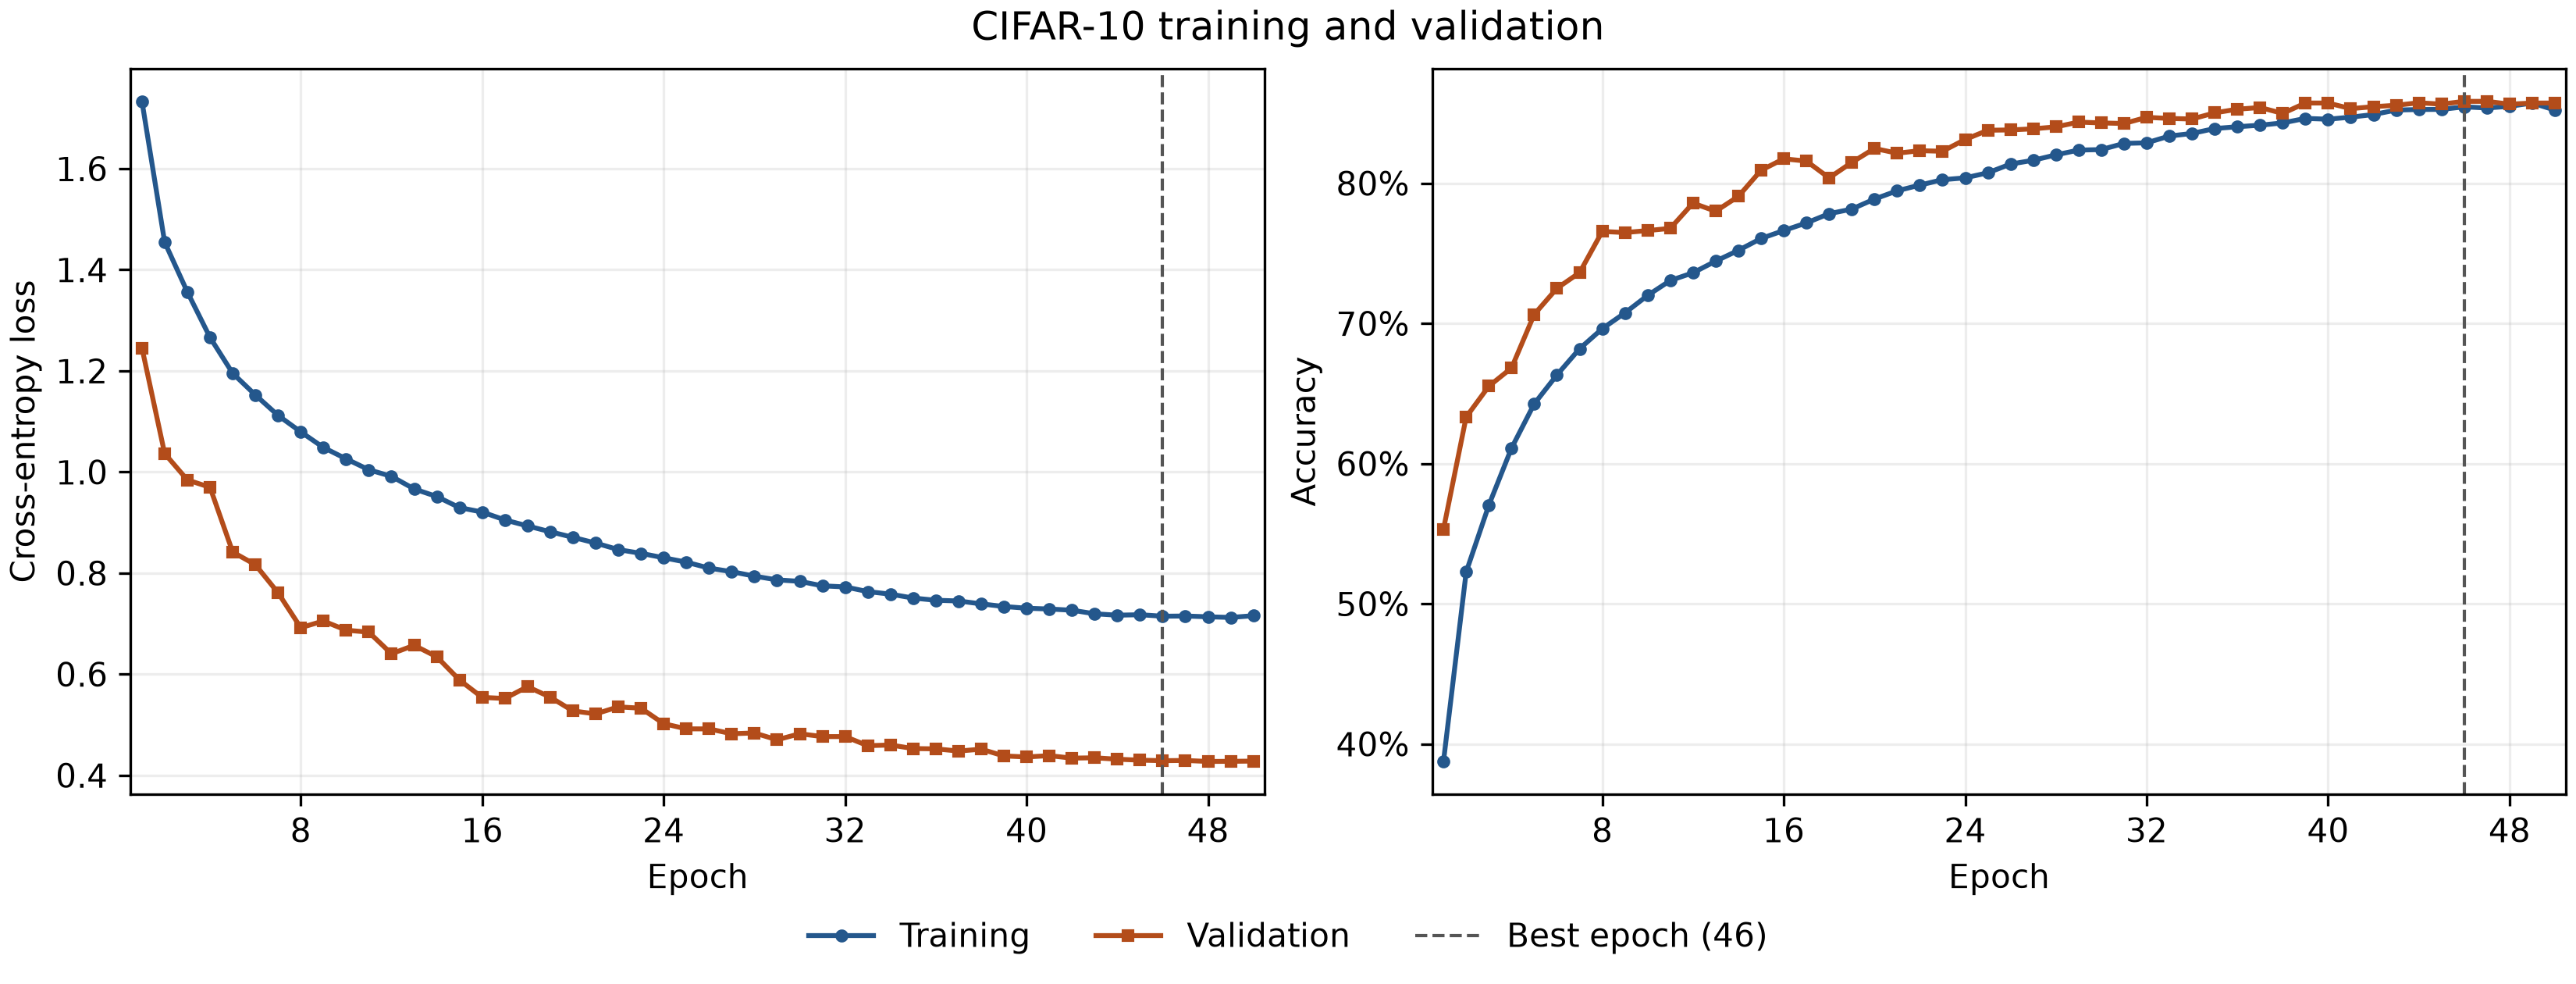 CIFAR-10 training and validation
Cross-entropy loss
1.6
1.4
1.2
1.0
0.8
0.6
0.4
8 16 24 32 40 48
Epoch
Accuracy
80%
70%
60%
50%
40%
8 16 24 32 40 48
Epoch
Training Validation Best epoch (46)